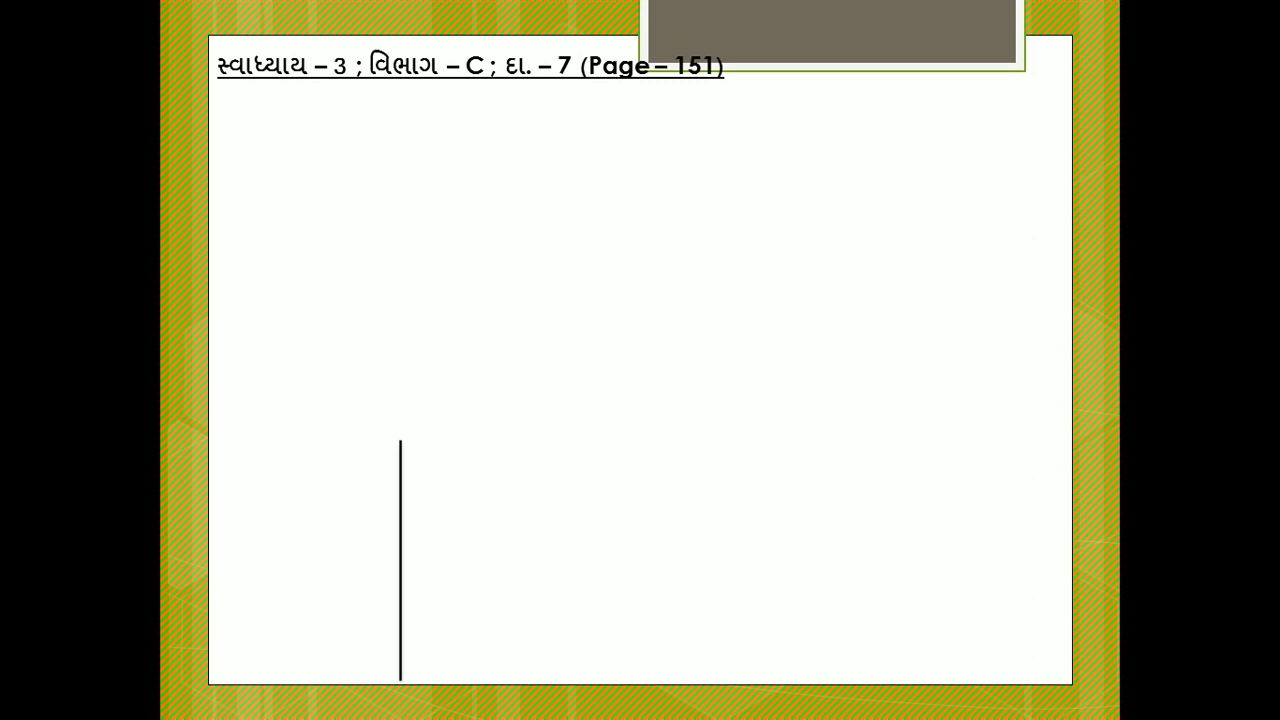 સ્વાધ્યાય – 3 ; વિભાગ – C ; દા. – 7 (Page – 151)